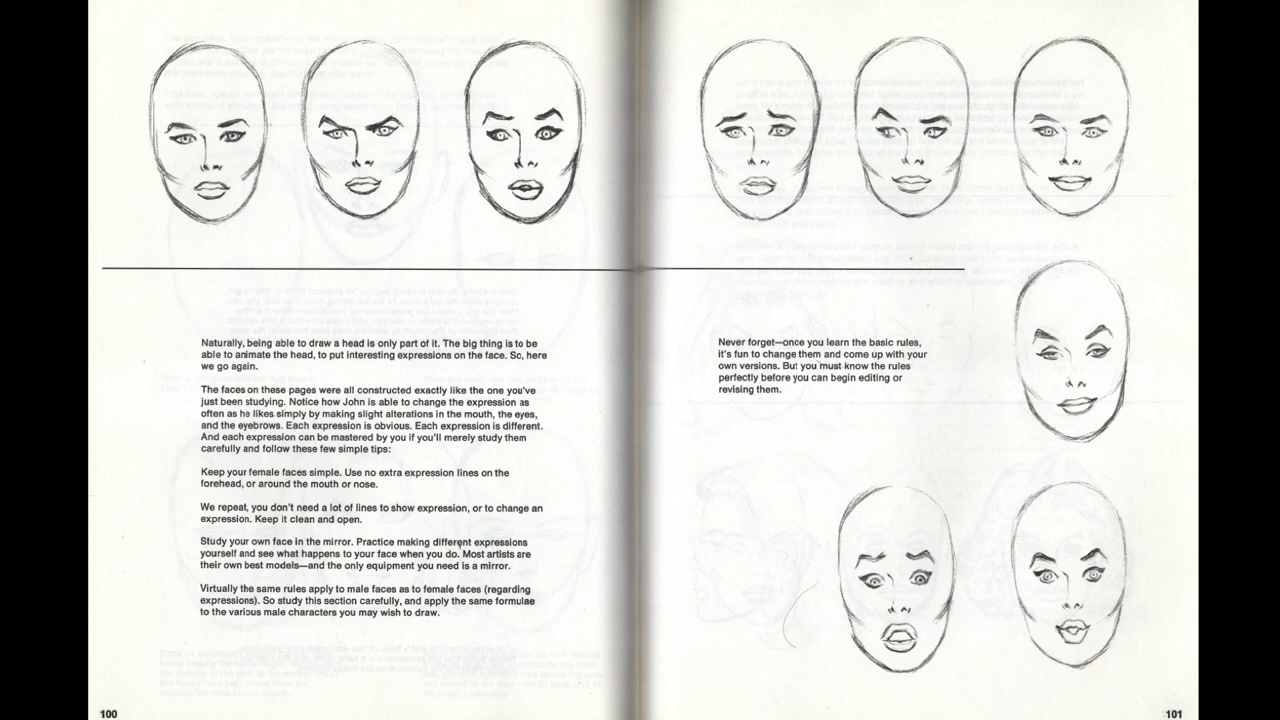 Naturally, being able to draw a head is only part of it. The big thing is to be
able to animate the head, to put interesting expressions on the face. So, here
we go again.
The faces on these pages were all constructed exactly like the one you've
just been studying. Notice how John is able to change the expression as
often as he likes simply by making slight alterations in the mouth, the eyes,
and the eyebrows. Each expression is obvious. Each expression is different.
And each expression can be mastered by you if you'll merely study them
carefully and follow these few simple tips:
Keep your female faces simple. Use no extra expression lines on the
forehead, or around the mouth or nose.
We repeat, you don't need a lot of lines to show expression, or to change an
expression. Keep it clean and open.
Study your own face in the mirror. Practice making different expressions
yourself and see what happens to your face when you do. Most artists are
their own best models—and the only equipment you need is a mirror.
Virtually the same rules apply to male faces as to female faces (regarding
expressions). So study this section carefully, and apply the same formulae
to the various male characters you may wish to draw.
100
Never forget—once you learn the basic rules,
it's fun to change them and come up with your
own versions. But you must know the rules
perfectly before you can begin editing or
revising them.
101